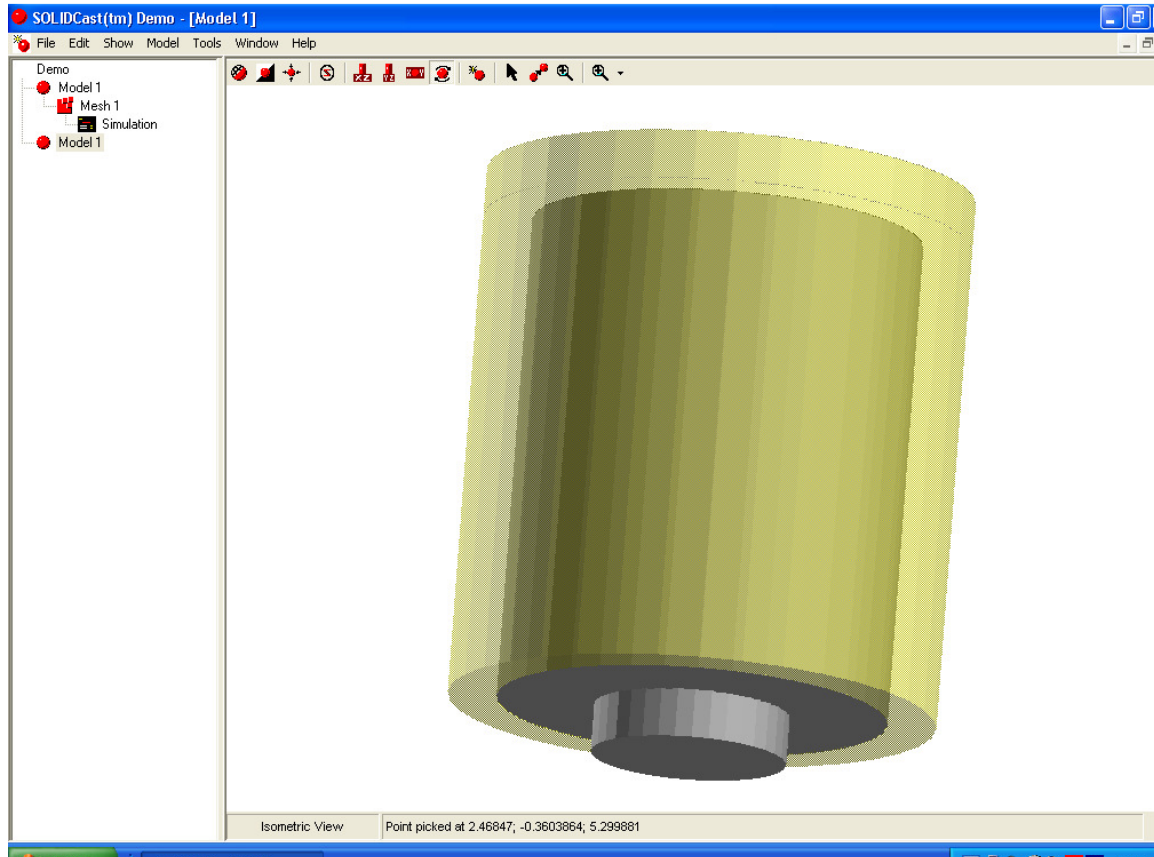 SOLIDCast(tm) Demo - [Model 1]
File Edit Show Model Tools Window Help
Demo
Model 1
Mesh 1
Simulation
Model 1
Isometric View
Point picked at 2.46847; -0.3603864; 5.299881